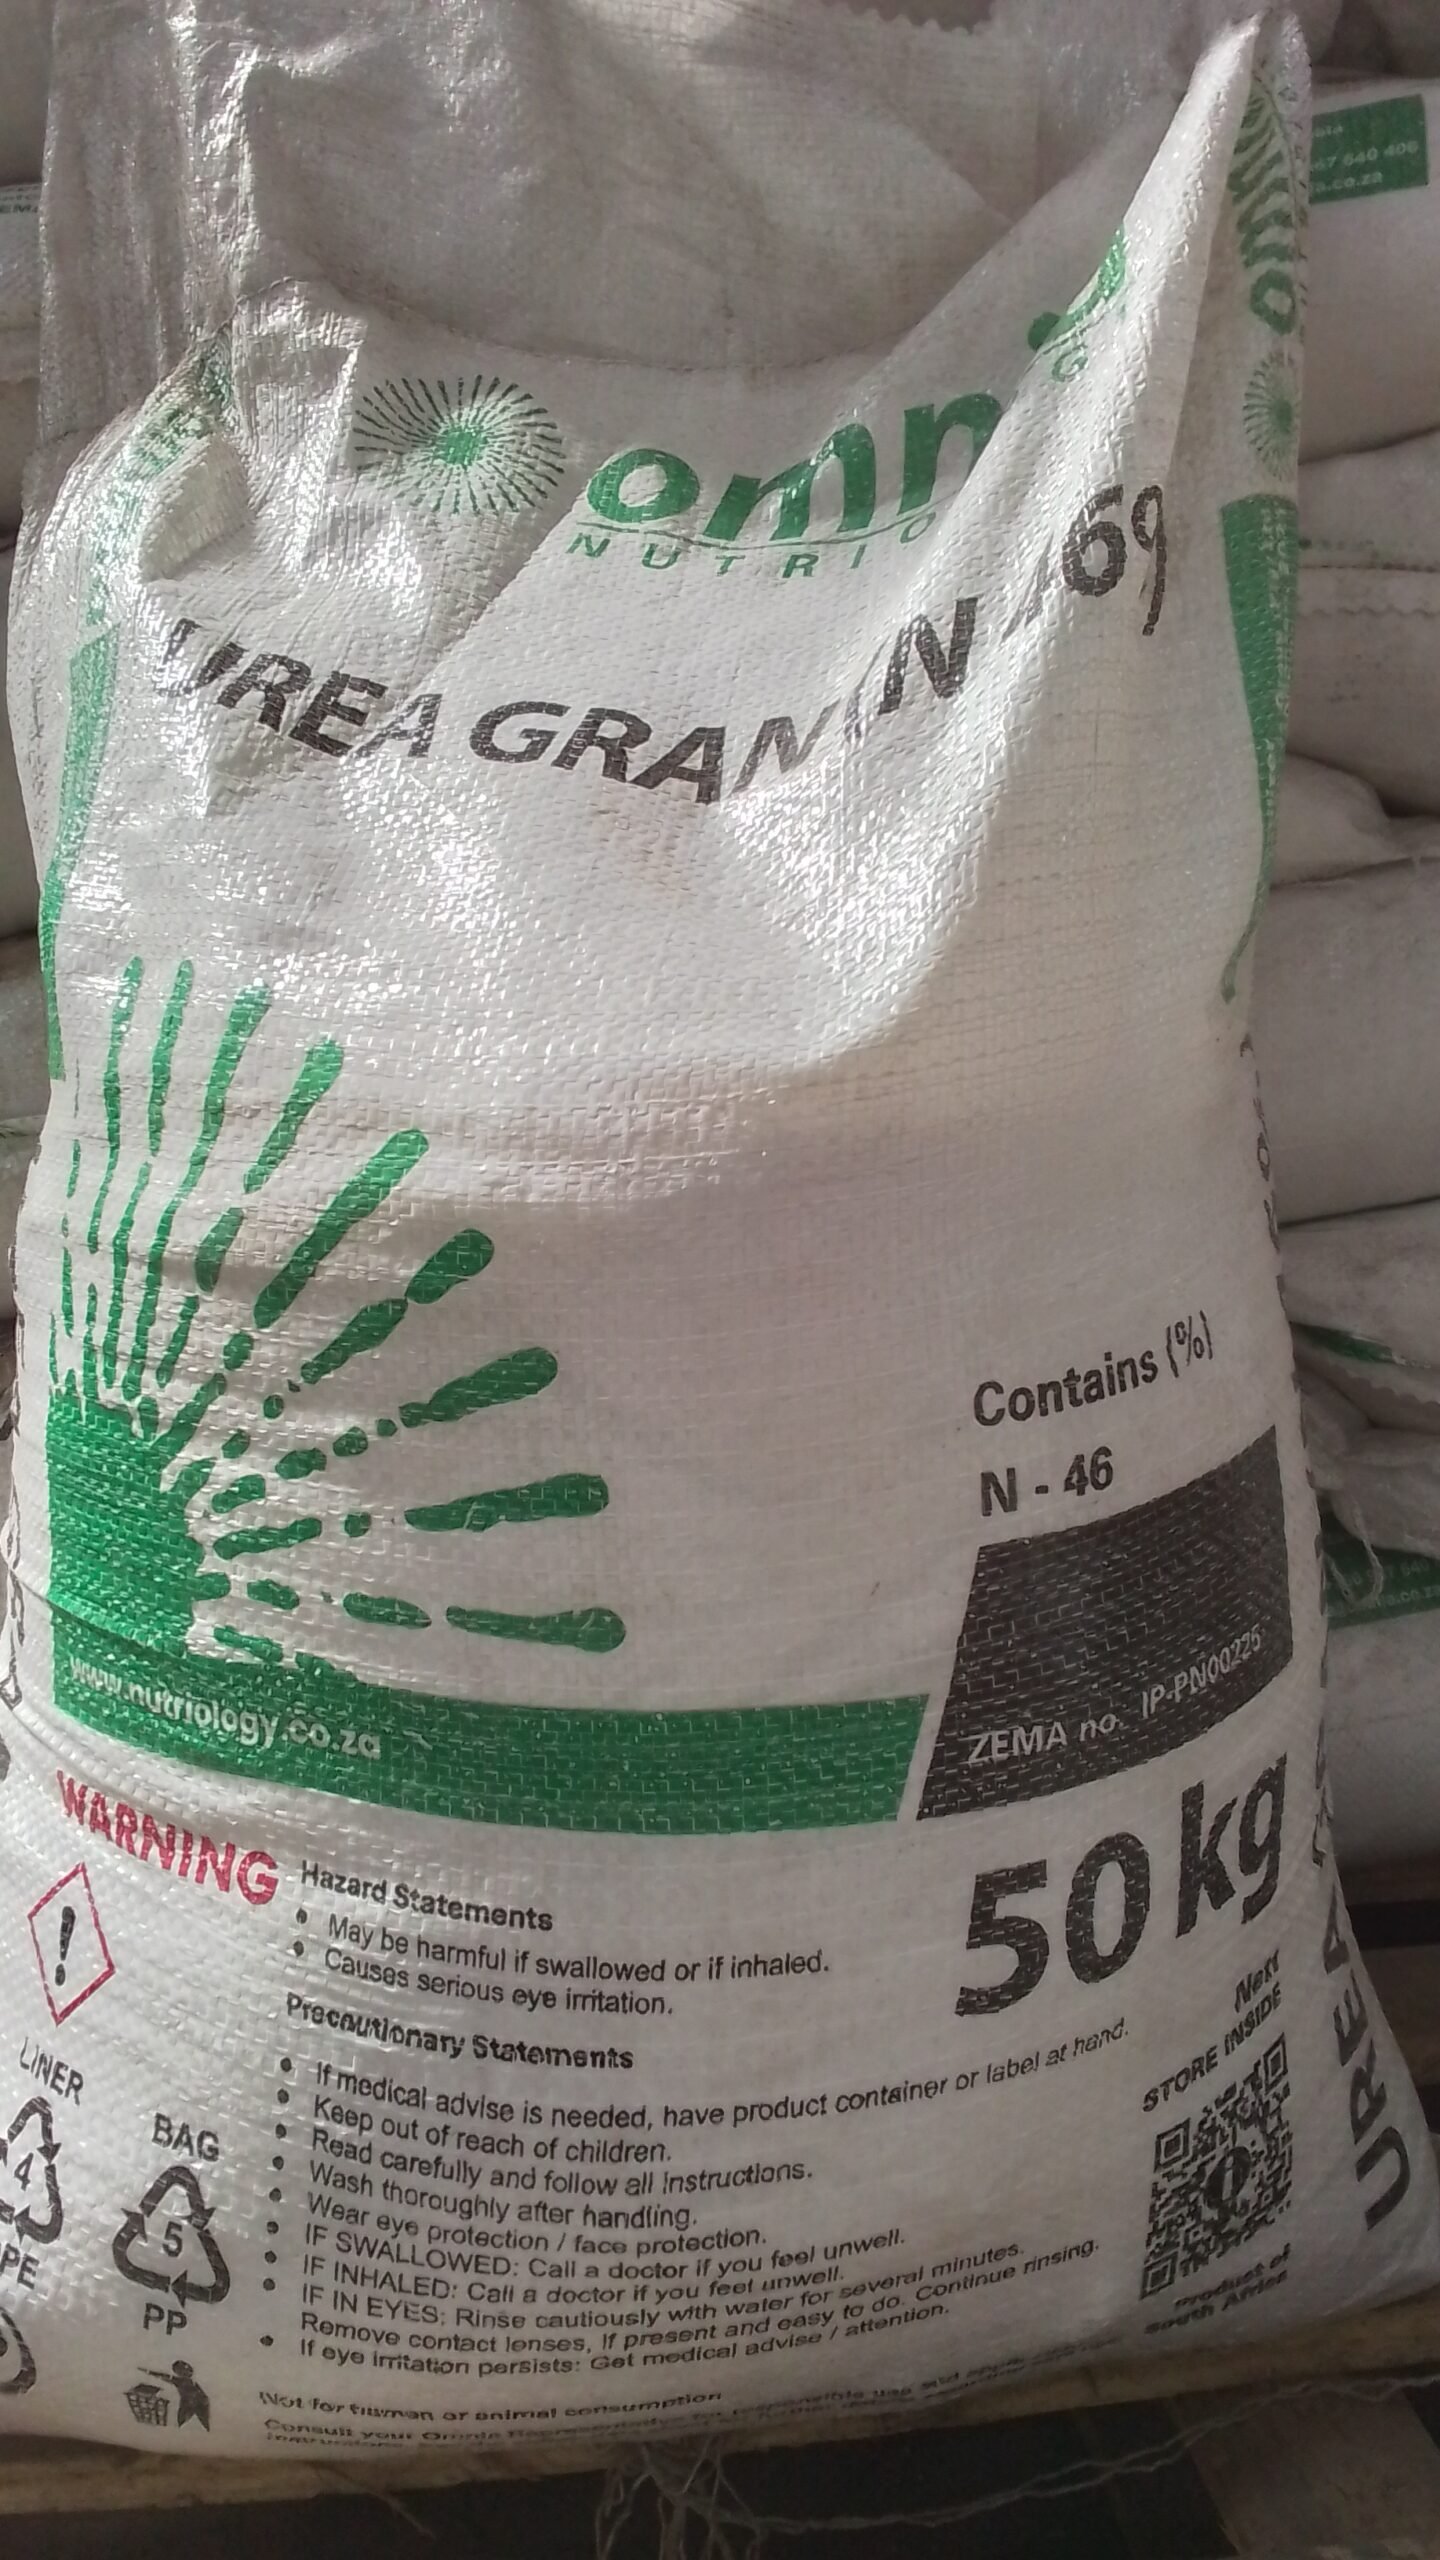 NUTRIO
UREA GRAN N 46%
Contains (%)
N - 46
www.nutriology.co.za
ZEMA no. IP-PN00225
50 kg
WARNING
Hazard Statements
• May be harmful if swallowed or if inhaled.
• Causes serious eye irritation.
Precautionary Statements
• If medical advise is needed, have product container or label at hand.
• Keep out of reach of children.
• Read carefully and follow all instructions.
• Wash thoroughly after handling.
• Wear eye protection / face protection.
• IF SWALLOWED: Call a doctor if you feel unwell.
• IF INHALED: Call a doctor if you feel unwell.
• IF IN EYES: Rinse cautiously with water for several minutes.
Remove contact lenses, If present and easy to do. Continue rinsing.
• If eye irritation persists: Get medical advise / attention.
Not for human or animal consumption
LINER
4
BAG
5
PP
Next
STORE INSIDE
Product of
South Africa
UREA